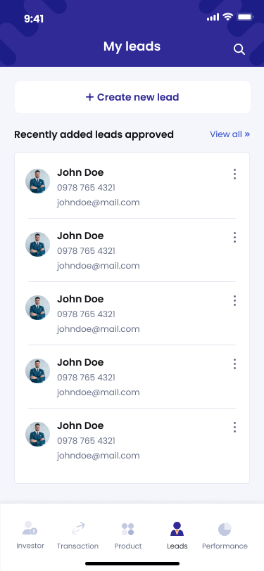 9:41
My leads
+ Create new lead
Recently added leads approved
View all »
John Doe
0978 765 4321
johndoe@mail.com
John Doe
0978 765 4321
johndoe@mail.com
John Doe
0978 765 4321
johndoe@mail.com
John Doe
0978 765 4321
johndoe@mail.com
John Doe
0978 765 4321
johndoe@mail.com
Investor
Transaction
Product
Leads
Performance